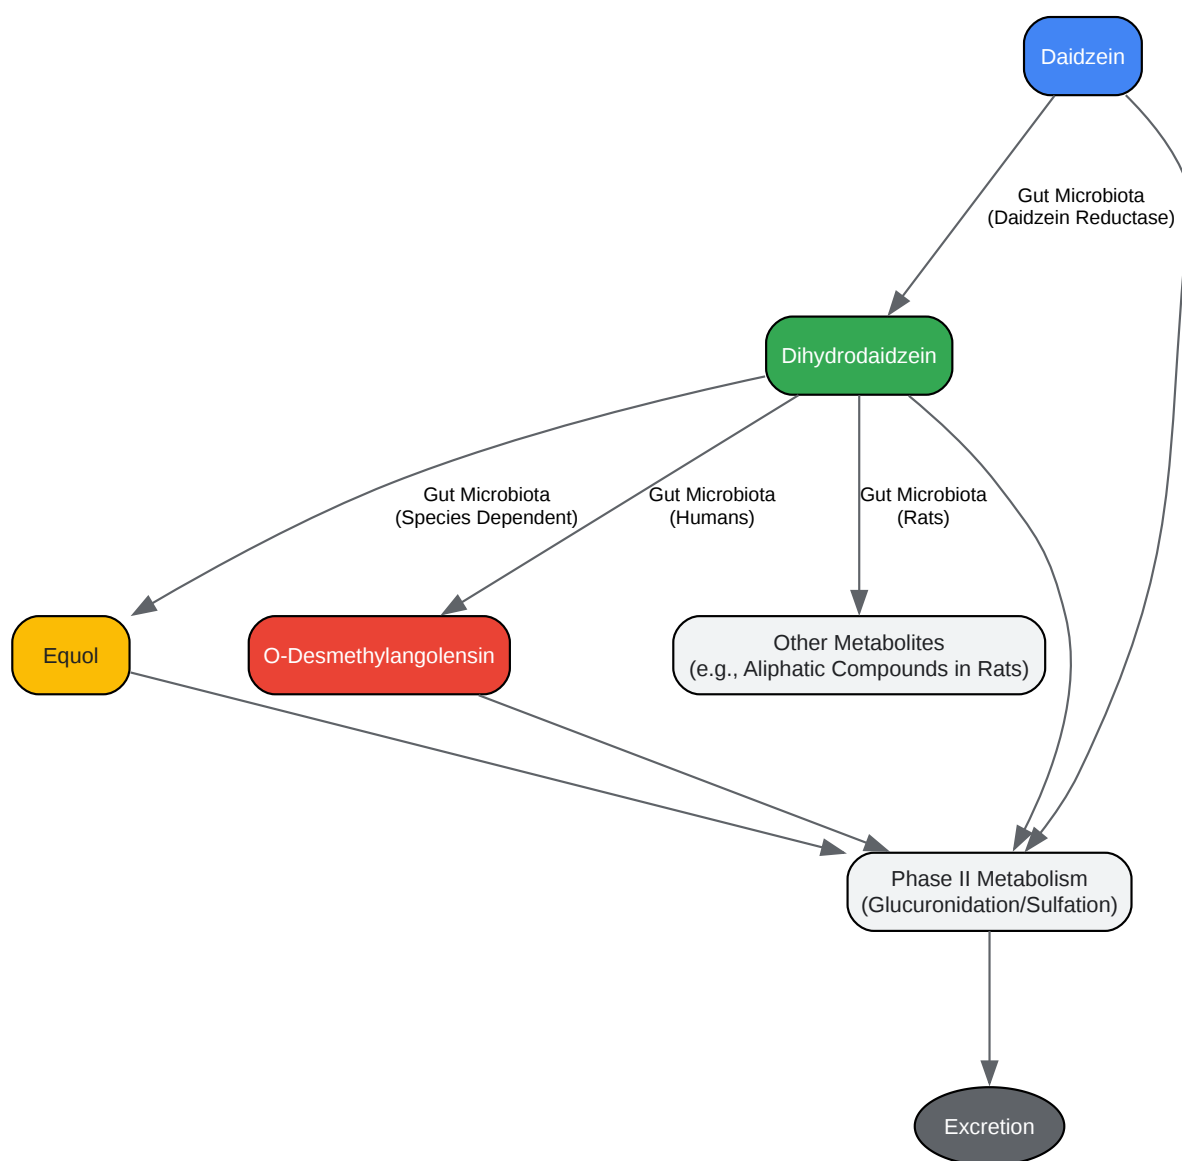 Daidzein
Gut Microbiota
(Daidzein Reductase)
Dihydrodaidzein
Gut Microbiota
(Species Dependent)
Gut Microbiota
(Humans)
Gut Microbiota
(Rats)
Equol
O-Desmethylangolensin
Other Metabolites
(e.g., Aliphatic Compounds in Rats)
Phase II Metabolism
(Glucuronidation/Sulfation)
Excretion